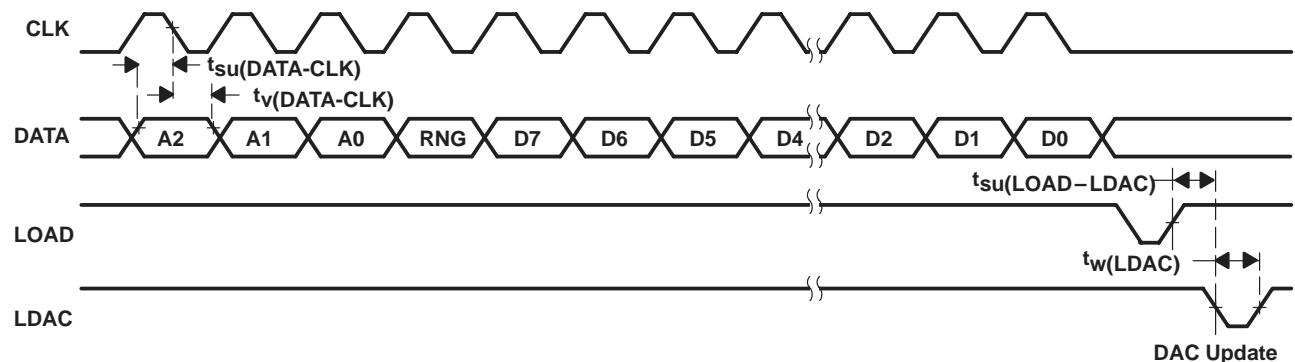 CLK
tsu(DATA-CLK)
tv(DATA-CLK)
DATA
A2 A1 A0 RNG D7 D6 D5 D4 D2 D1 D0
tsu(LOAD–LDAC)
LOAD
tw(LDAC)
LDAC
DAC Update